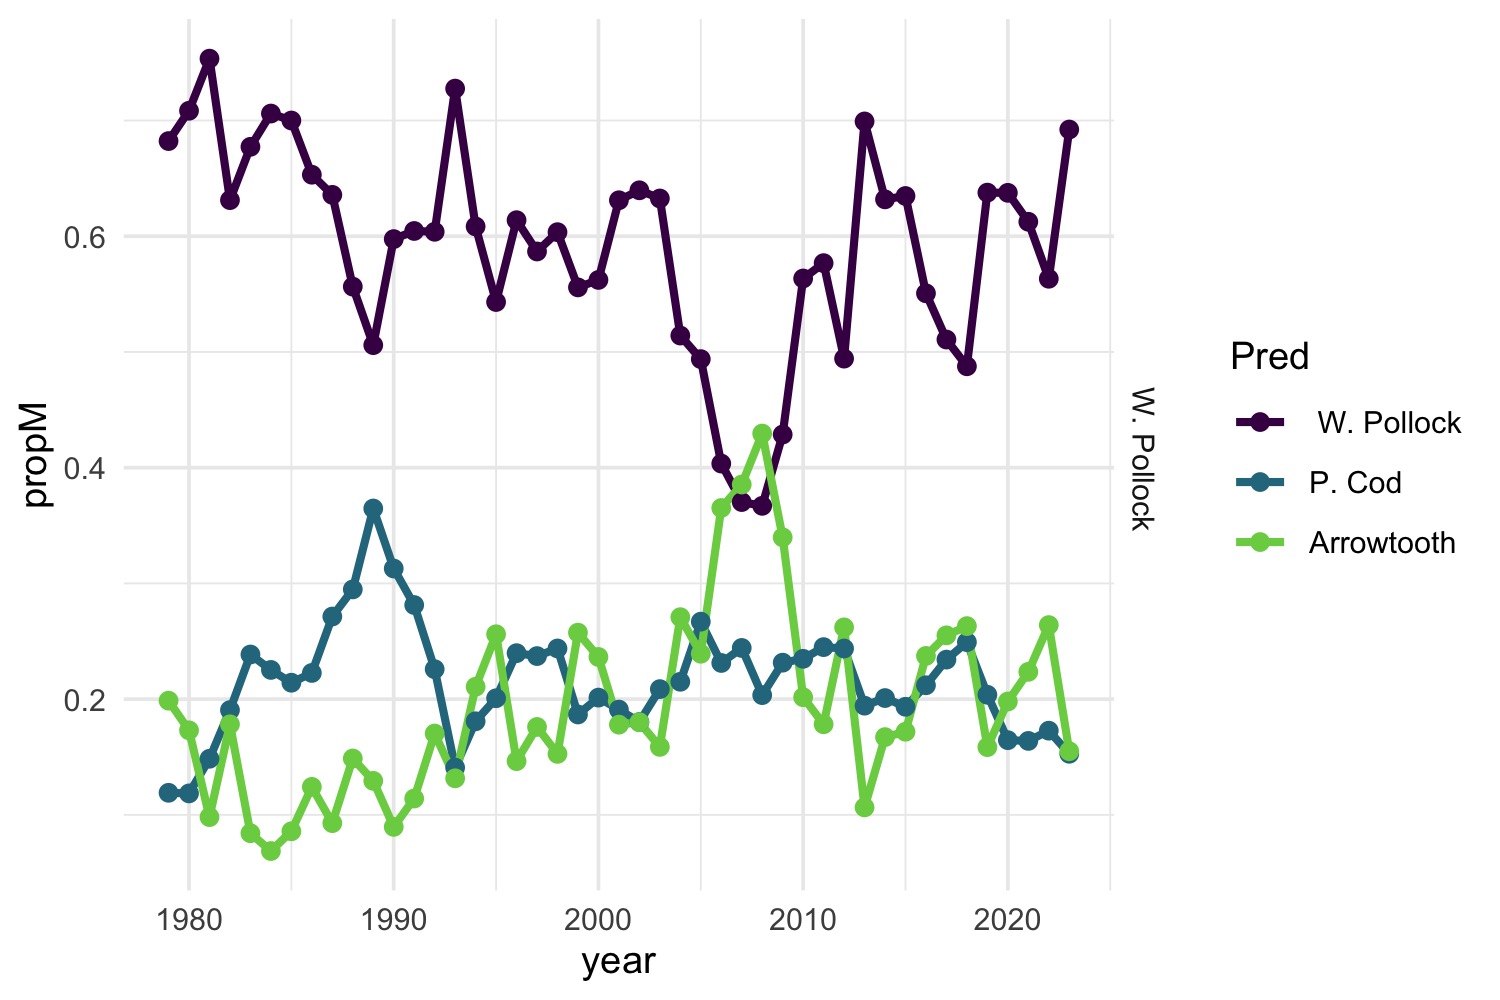 0.6
0.4
0.2
propM
1980
1990
2000
2010
2020
year
W. Pollock
Pred
W. Pollock
P. Cod
Arrowtooth